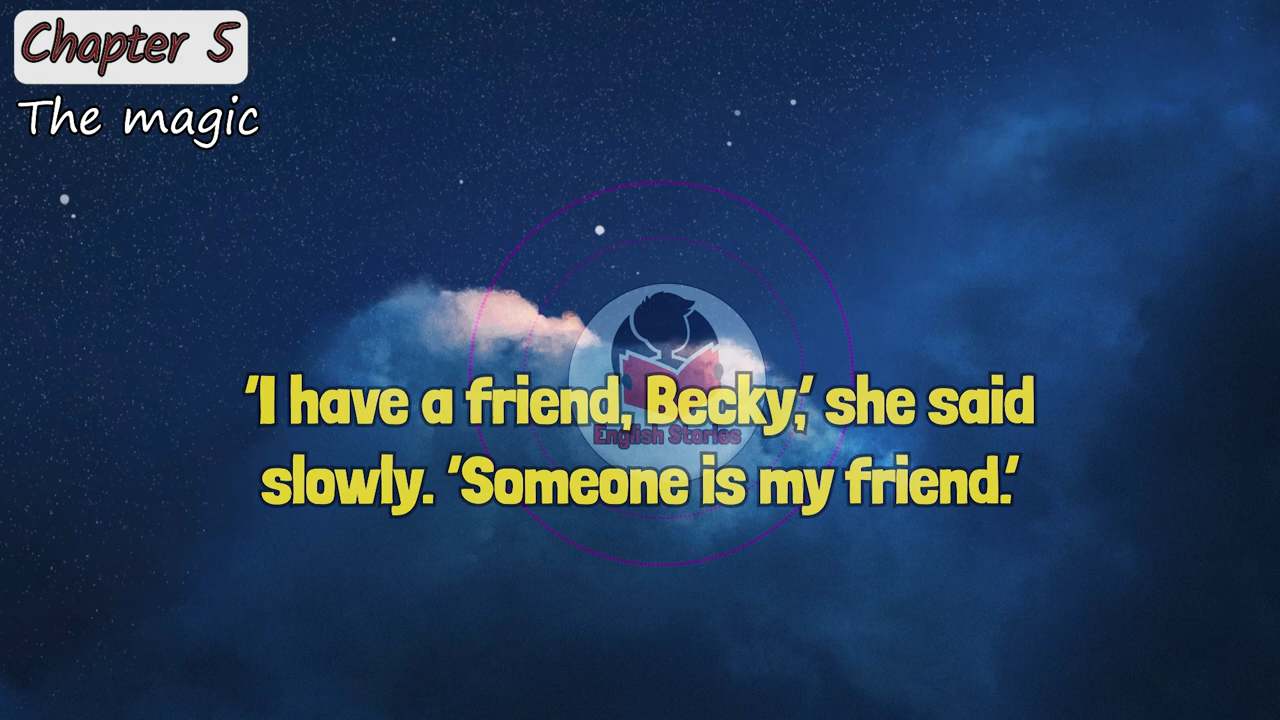 Chapter 5
The magic
'I have a friend, Becky,' she said
English Stories
slowly. 'Someone is my friend.'